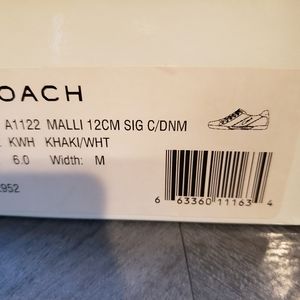 OACH
A1122 MALLI 12CM SIG C/DNM
KWH KHAKI/WHT
6.0 Width: M
952
6 63360 11163 4